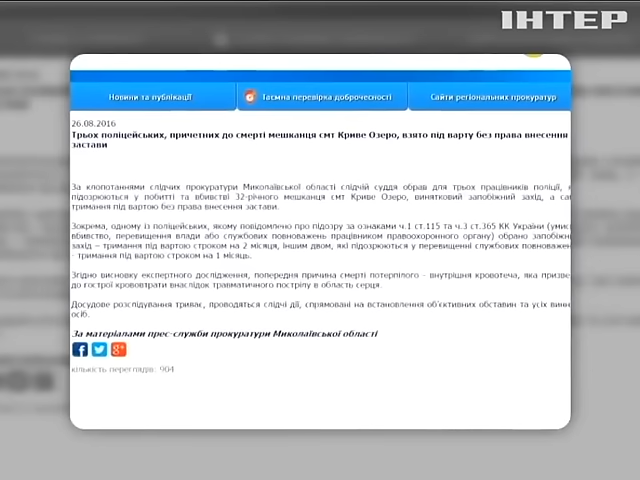 ІНТЕР
Новини та публікації
Таємна перевірка доброчесності
Сайти регіональних прокуратур
26.08.2016
Трьох поліцейських, причетних до смерті мешканця смт Криве Озеро, взято під варту без права внесення
застави
За клопотаннями слідчих прокуратури Миколаївської області слідчій суддя обрав для трьох працівників поліції,
підозрюються у побитті та вбивстві 32-річного мешканця смт Криве Озеро, винятковий запобіжний захід, а са
тримання під вартою без права внесення застави.
Зокрема, одному із поліцейських, якому повідомлено про підозру за ознаками ч.1 ст.115 та ч.3 ст.365 КК України (умис
вбивство, перевищення влади або службових повноважень працівником правоохоронного органу) обрано запобіжн
захід – тримання під вартою строком на 2 місяця, іншим двом, які підозрюються у перевищенні службових повноважен
- тримання під вартою строком на 1 місяць.
Згідно висновку експертного дослідження, попередня причина смерті потерпілого - внутрішня кровотеча, яка призве
до гострої крововтрати внаслідок травматичного пострілу в область серця.
Досудове розслідування триває, проводяться слідчі дії, спрямовані на встановлення об'єктивних обставин та усіх винн
осіб.
За матеріалами прес-служби прокуратури Миколаївської області
кількість переглядів: 904